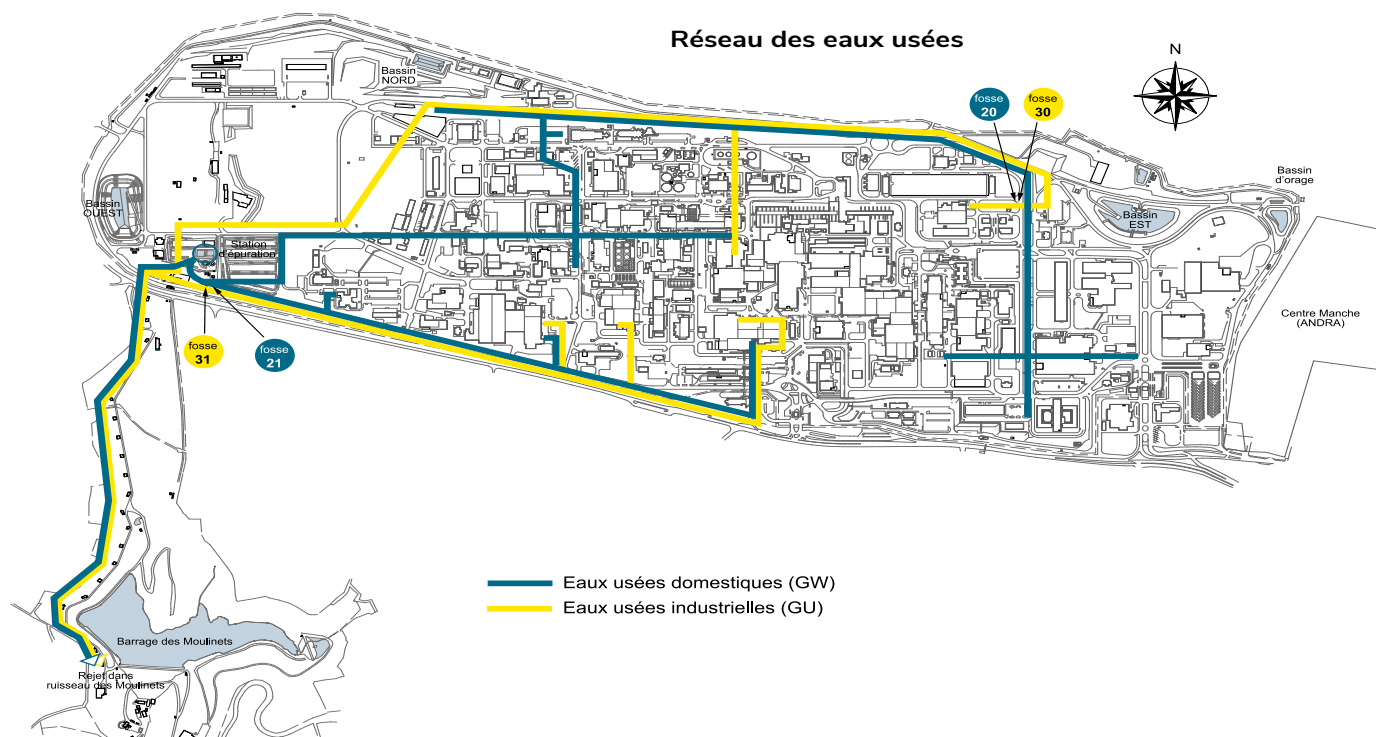 Réseau des eaux usées
N
Bassin
NORD
fosse
20
fosse
30
Bassin
d'orage
Bassin
OUEST
Bassin
EST
Station
d'épuration
Centre Manche
(ANDRA)
fosse
31
fosse
21
Eaux usées domestiques (GW)
Eaux usées industrielles (GU)
Barrage des Moulinets
Rejet dans
ruisseau des Moulinets